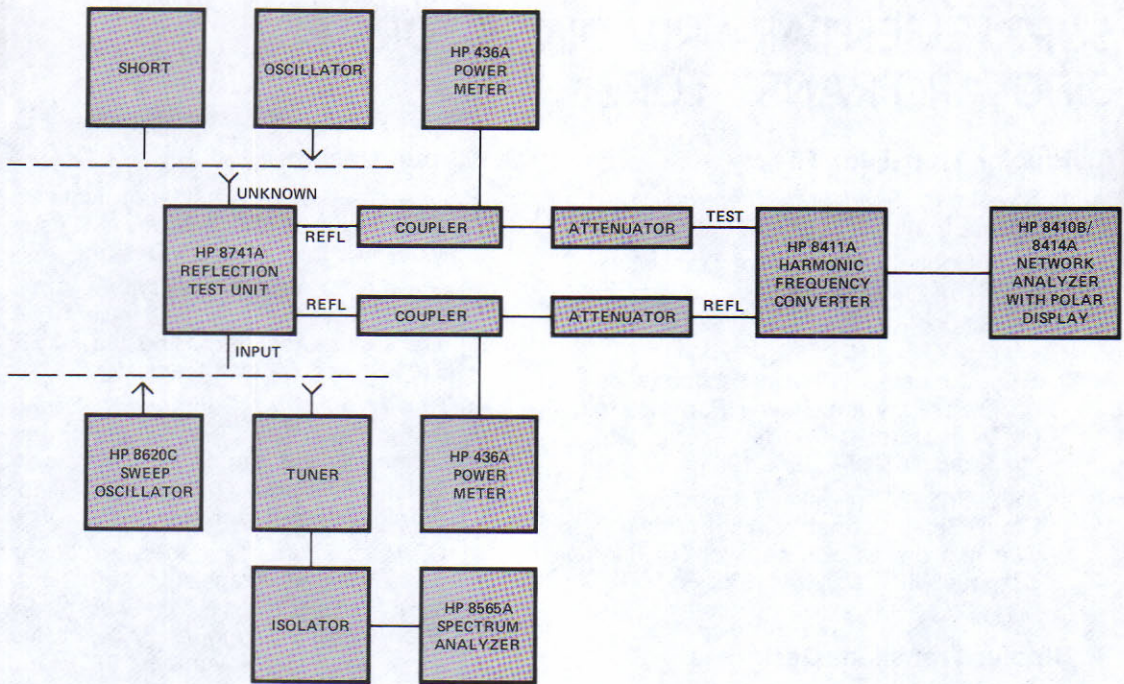 SHORT
OSCILLATOR
HP 436A
POWER
METER
UNKNOWN
HP 8741A
REFLECTION
TEST UNIT
REFL
COUPLER
ATTENUATOR
TEST
HP 8411A
HARMONIC
FREQUENCY
CONVERTER
HP 8410B/
8414A
NETWORK
ANALYZER
WITH POLAR
DISPLAY
REFL
COUPLER
ATTENUATOR
REFL
INPUT
HP 8620C
SWEEP
OSCILLATOR
TUNER
HP 436A
POWER
METER
ISOLATOR
HP 8565A
SPECTRUM
ANALYZER